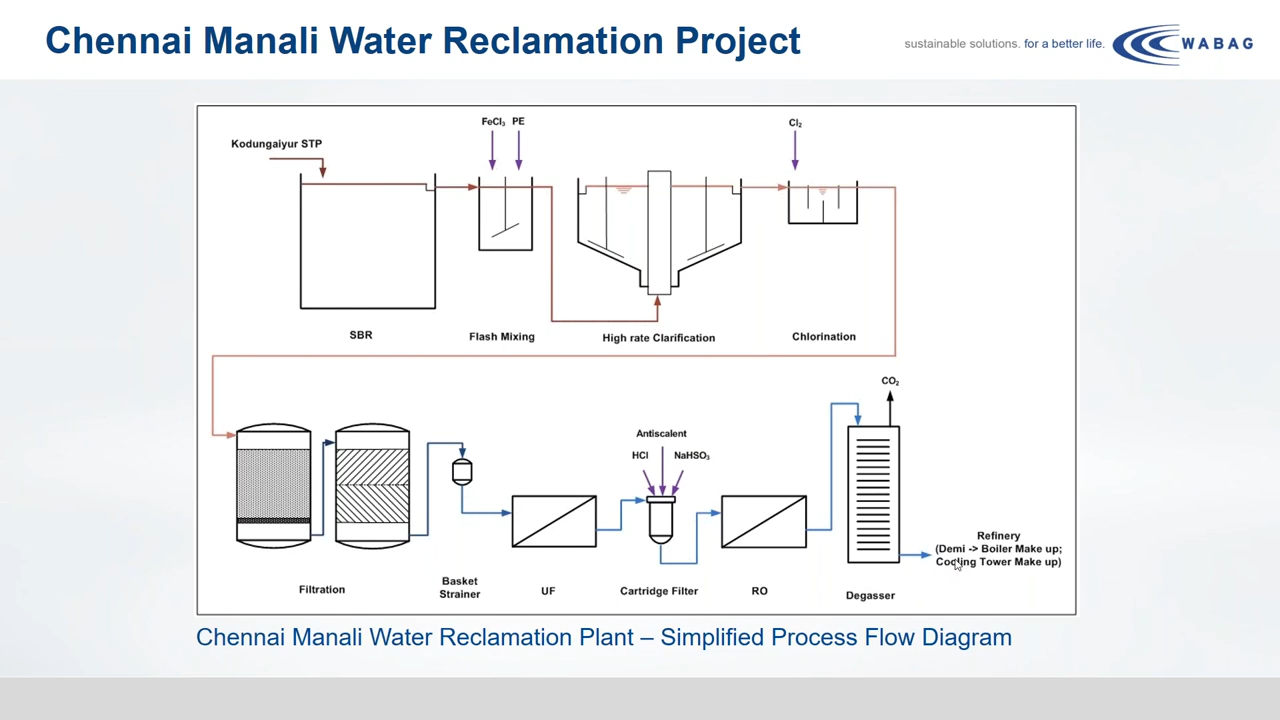 Chennai Manali Water Reclamation Project
sustainable solutions. for a better life.
WABAG
Kodungaiyur STP
FeCl₃ PE
Cl₂
SBR
Flash Mixing
High rate Clarification
Chlorination
CO₂
Antiscalent
HCl
NaHSO₃
Refinery
(Demi -> Boiler Make up;
Cooling Tower Make up)
Filtration
Basket
Strainer
UF
Cartridge Filter
RO
Degasser
Chennai Manali Water Reclamation Plant – Simplified Process Flow Diagram